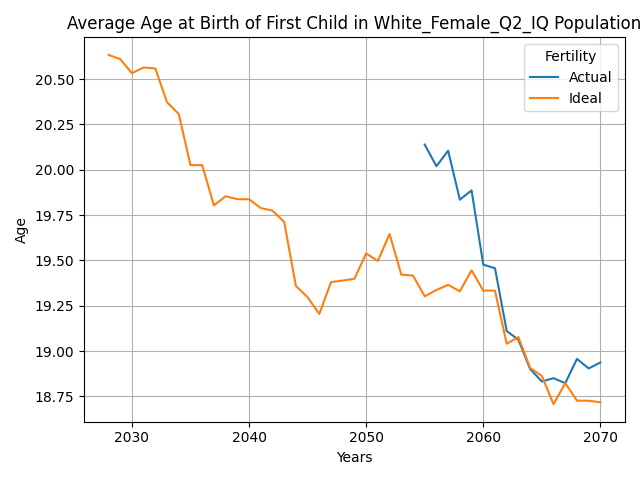 Average Age at Birth of First Child in White_Female_Q2_IQ Population
Fertility
Actual
Ideal
20.50
20.25
20.00
19.75
19.50
19.25
19.00
18.75
Age
2030
2040
2050
2060
2070
Years